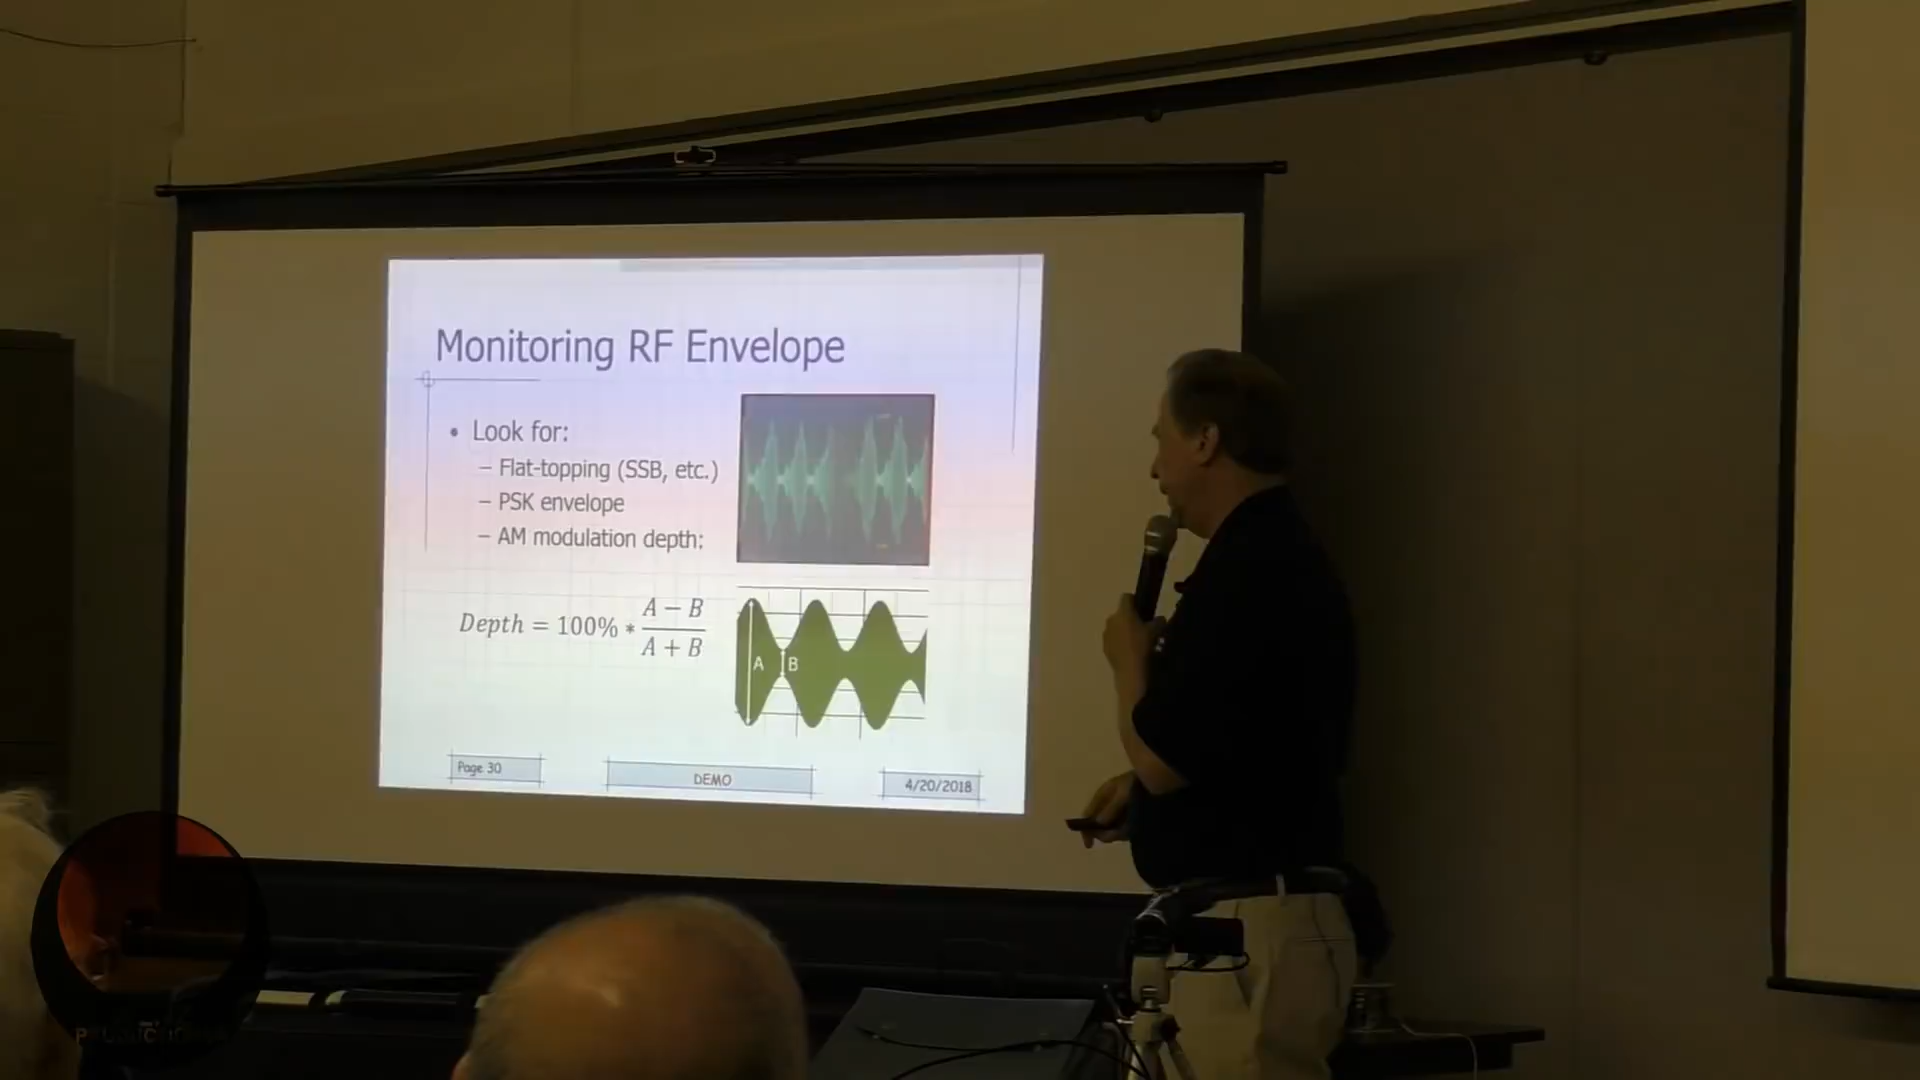 Monitoring RF Envelope
• Look for:
– Flat-topping (SSB, etc.)
– PSK envelope
– AM modulation depth:
Depth = 100% * A − B
A + B
A B
Page 30
DEMO
4/20/2018